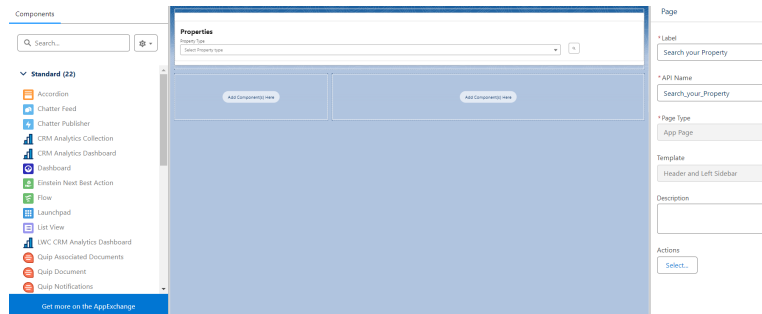 Components
Search...
Standard (22)
Accordion
Chatter Feed
Chatter Publisher
CRM Analytics Collection
CRM Analytics Dashboard
Dashboard
Einstein Next Best Action
Flow
Launchpad
List View
LWC CRM Analytics Dashboard
Quip Associated Documents
Quip Document
Quip Notifications
Get more on the AppExchange
Properties
Property Type
Select Property type
Add Component(s) Here
Add Component(s) Here
Page
*Label
Search your Property
*API Name
Search_your_Property
*Page Type
App Page
Template
Header and Left Sidebar
Description
Actions
Select...